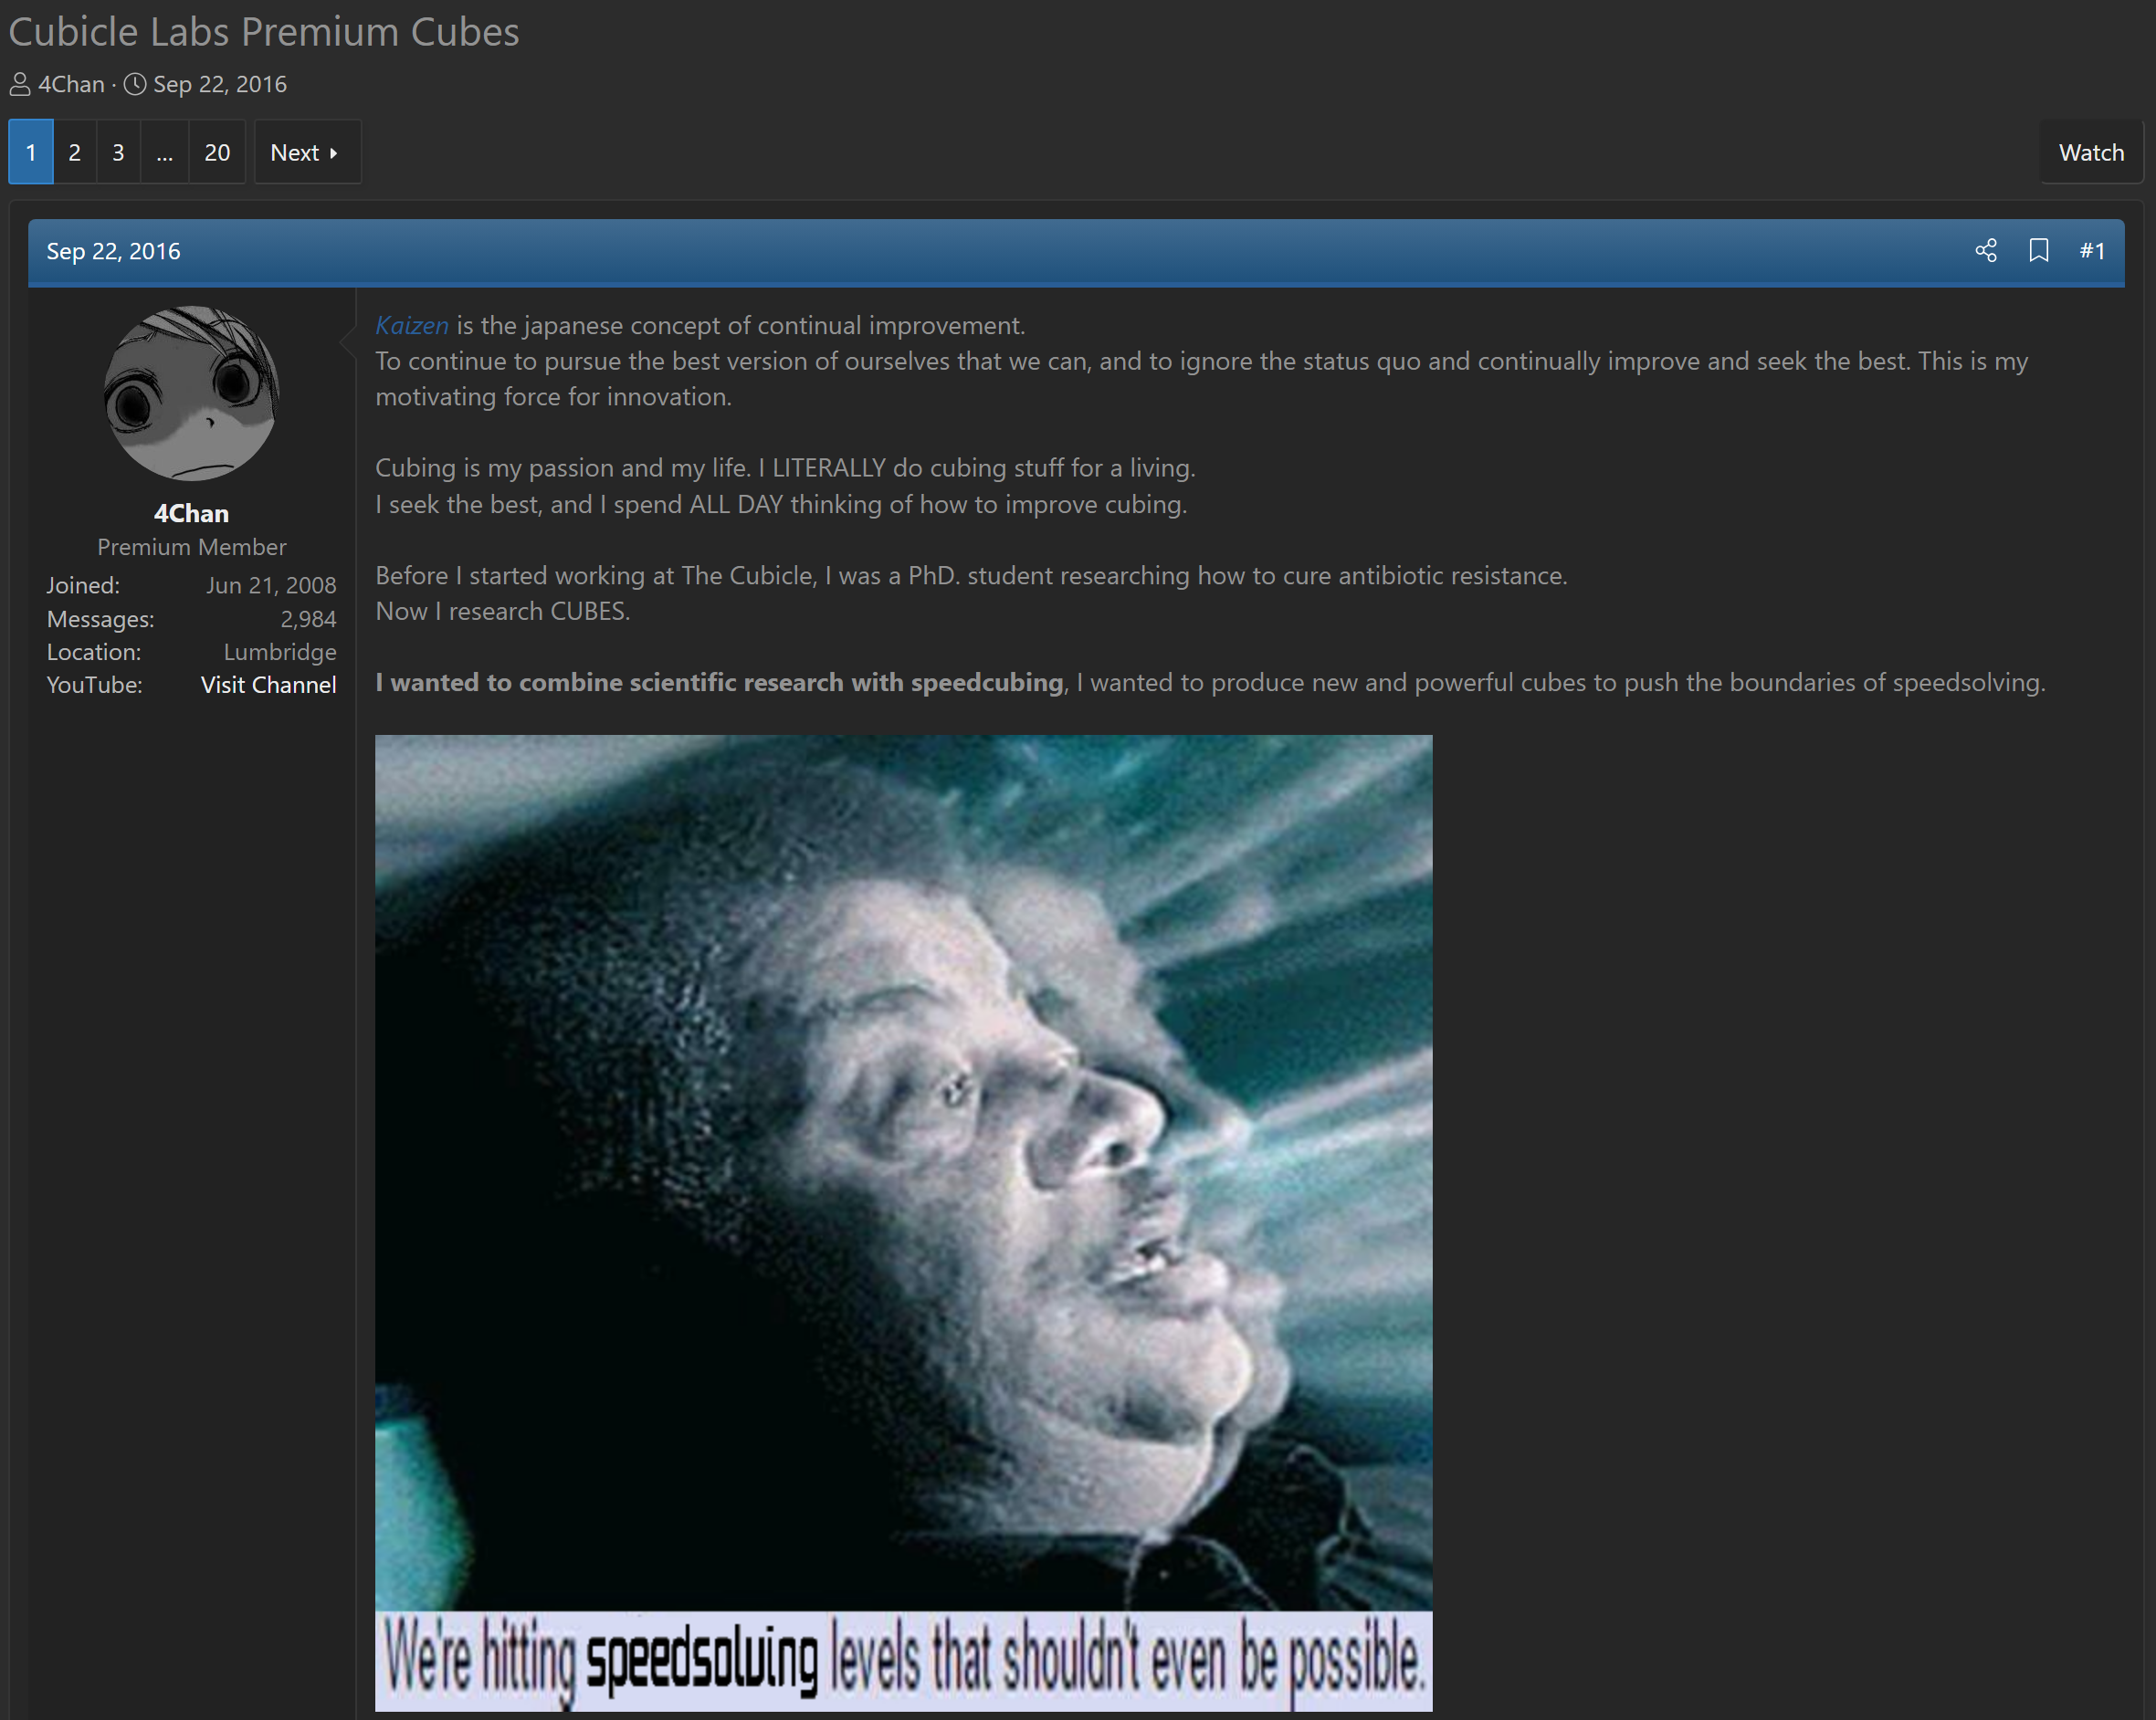 Cubicle Labs Premium Cubes
4Chan · Sep 22, 2016
1 2 3 ... 20 Next Watch
Sep 22, 2016 #1
4Chan
Premium Member
Joined: Jun 21, 2008
Messages: 2,984
Location: Lumbridge
YouTube: Visit Channel
Kaizen is the japanese concept of continual improvement.
To continue to pursue the best version of ourselves that we can, and to ignore the status quo and continually improve and seek the best. This is my
motivating force for innovation.
Cubing is my passion and my life. I LITERALLY do cubing stuff for a living.
I seek the best, and I spend ALL DAY thinking of how to improve cubing.
Before I started working at The Cubicle, I was a PhD. student researching how to cure antibiotic resistance.
Now I research CUBES.
I wanted to combine scientific research with speedcubing, I wanted to produce new and powerful cubes to push the boundaries of speedsolving.
We're hitting speedsolving levels that shouldn't even be possible.